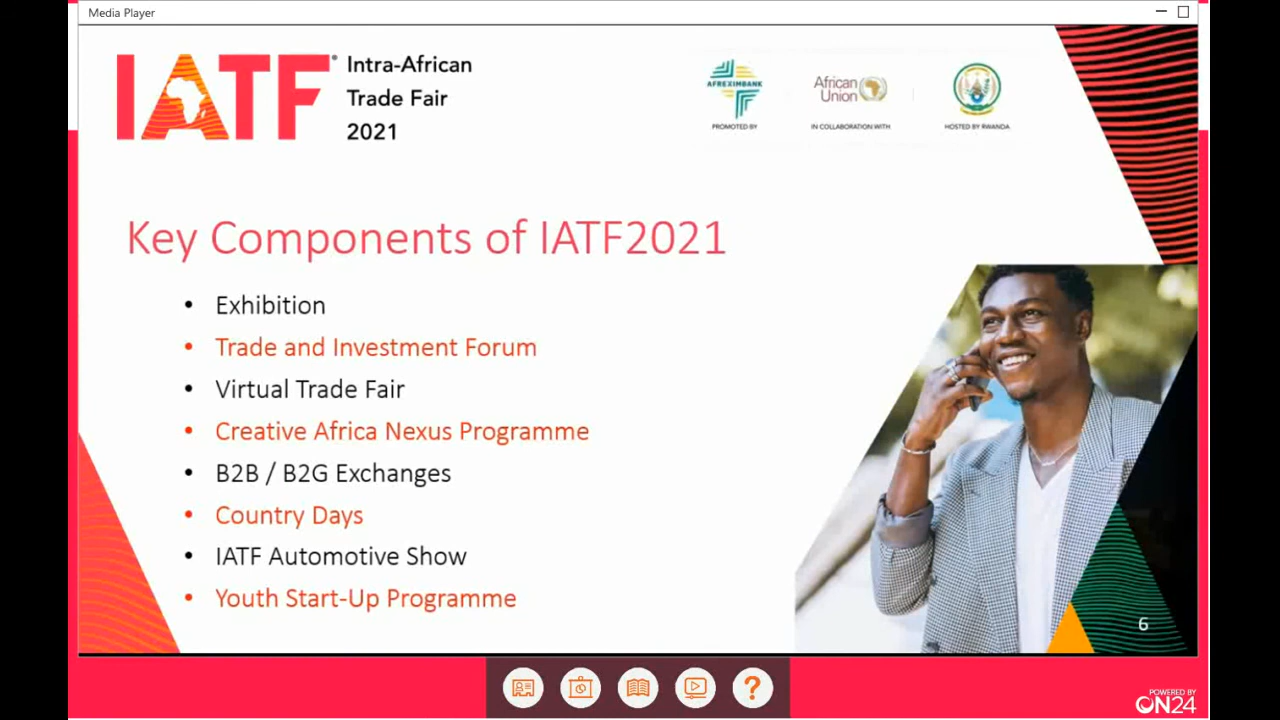 Media Player
IATF
Intra-African
Trade Fair
2021
AFREXIMBANK
PROMOTED BY
African
Union
IN COLLABORATION WITH
HOSTED BY RWANDA
Key Components of IATF2021
• Exhibition
• Trade and Investment Forum
• Virtual Trade Fair
• Creative Africa Nexus Programme
• B2B / B2G Exchanges
• Country Days
• IATF Automotive Show
• Youth Start-Up Programme
6
?
POWERED BY
ON24